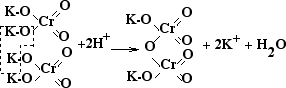 K-O O
Cr
K-O O
+2H⁺ → + 2K⁺ + H₂O
K-O O
Cr
K-O O
K-O O
Cr
O O
O
Cr
K-O O